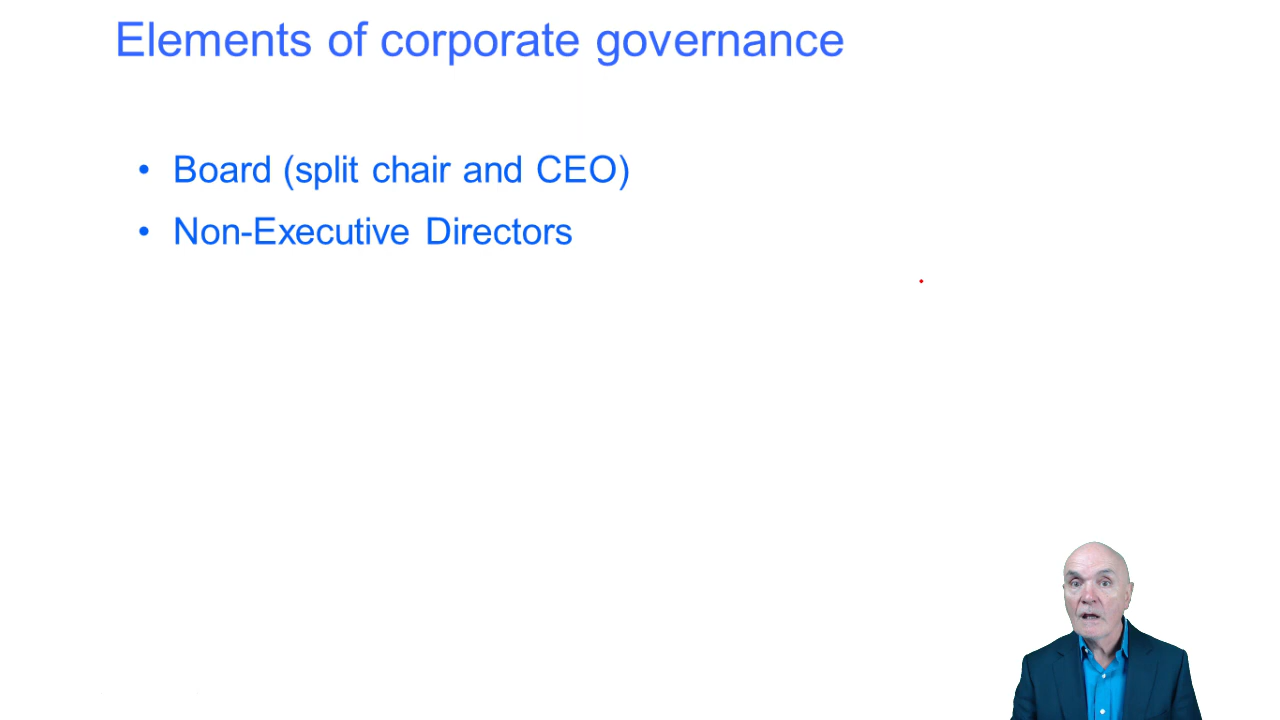 Elements of corporate governance
• Board (split chair and CEO)
• Non-Executive Directors